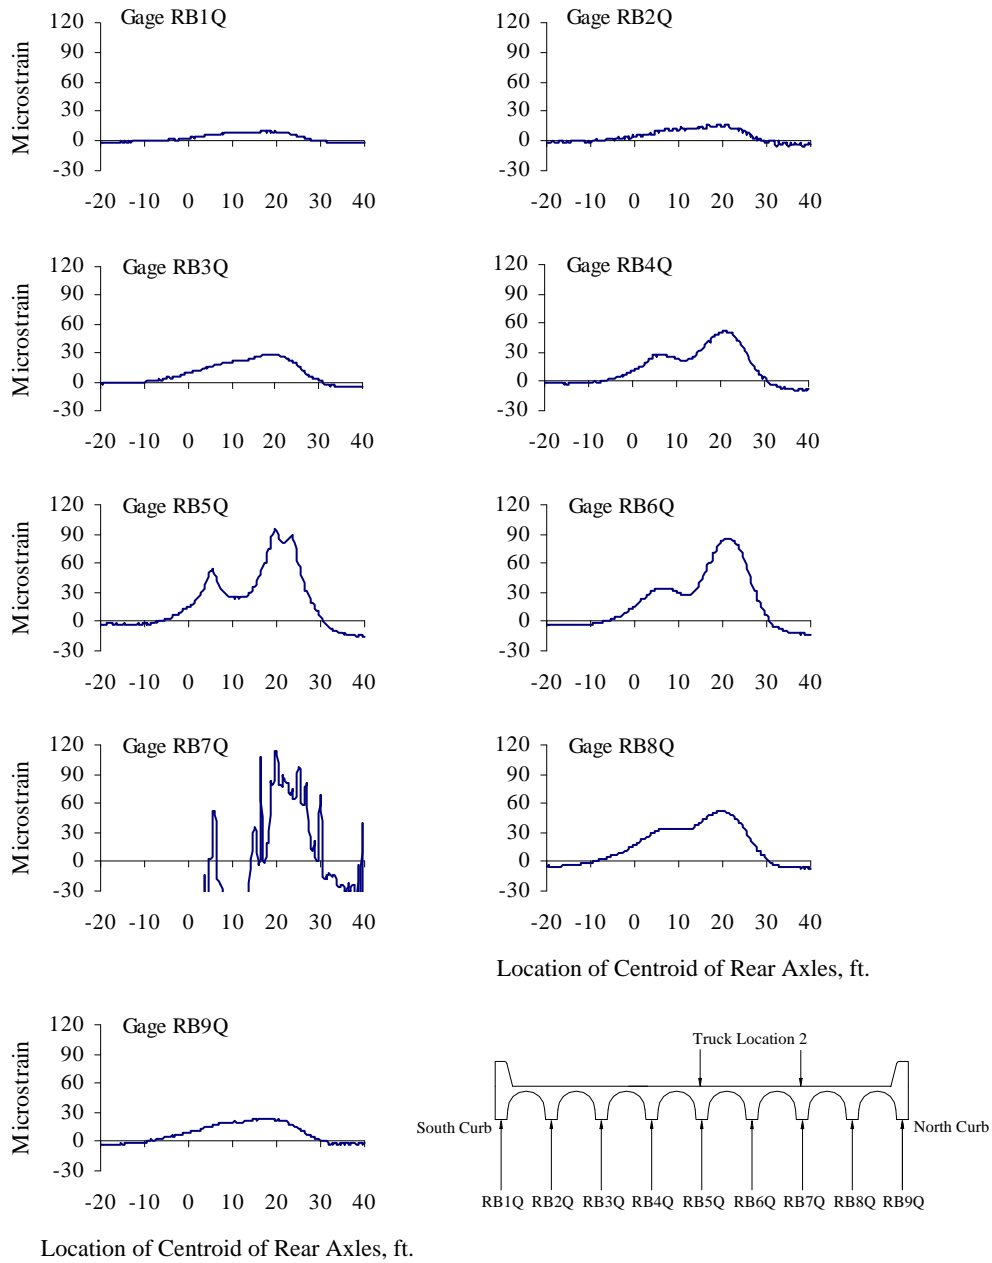 Gage RB1Q
Microstrain
120
90
60
30
0
-30
-20 -10 0 10 20 30 40
Gage RB2Q
120
90
60
30
0
-30
-20 -10 0 10 20 30 40
Gage RB3Q
Microstrain
120
90
60
30
0
-30
-20 -10 0 10 20 30 40
Gage RB4Q
120
90
60
30
0
-30
-20 -10 0 10 20 30 40
Gage RB5Q
Microstrain
120
90
60
30
0
-30
-20 -10 0 10 20 30 40
Gage RB6Q
120
90
60
30
0
-30
-20 -10 0 10 20 30 40
Gage RB7Q
Microstrain
120
90
60
30
0
-30
-20 -10 0 10 20 30 40
Gage RB8Q
120
90
60
30
0
-30
-20 -10 0 10 20 30 40
Location of Centroid of Rear Axles, ft.
Gage RB9Q
Microstrain
120
90
60
30
0
-30
-20 -10 0 10 20 30 40
Location of Centroid of Rear Axles, ft.
Truck Location 2
South Curb
North Curb
RB1Q RB2Q RB3Q RB4Q RB5Q RB6Q RB7Q RB8Q RB9Q